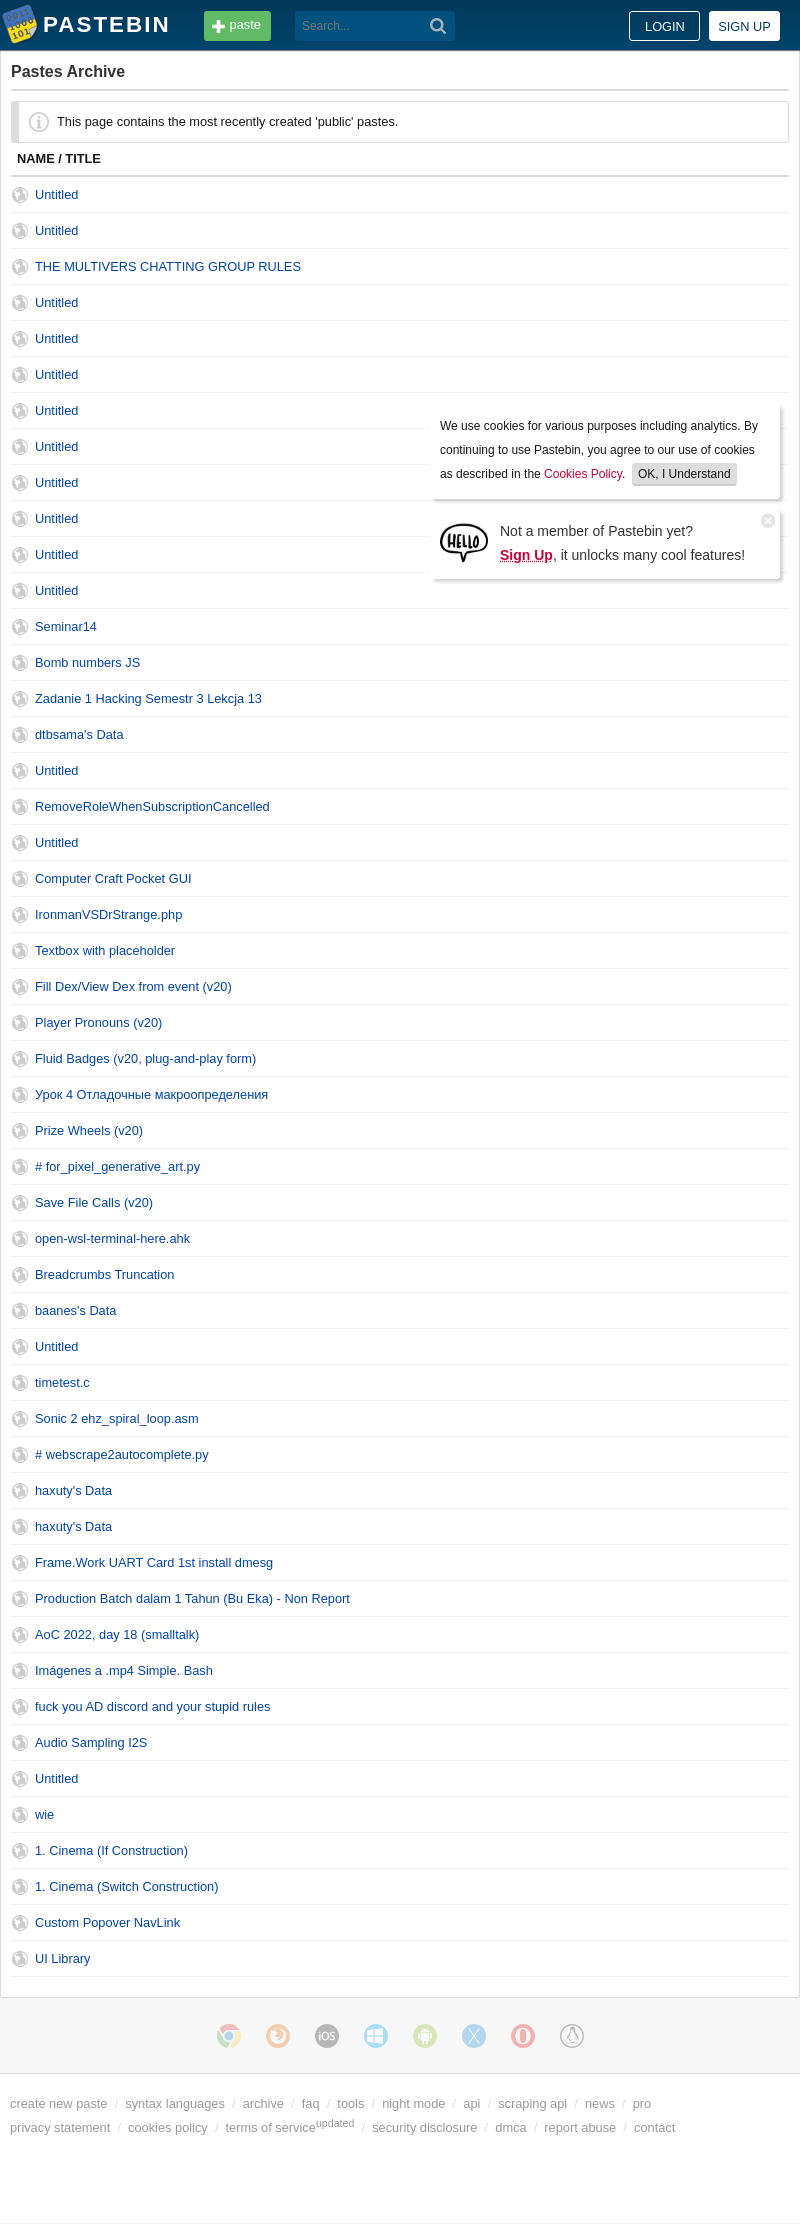 PASTEBIN
paste
Search...
LOGIN
SIGN UP
Pastes Archive
This page contains the most recently created 'public' pastes.
NAME / TITLE
Untitled
Untitled
THE MULTIVERS CHATTING GROUP RULES
Untitled
Untitled
Untitled
Untitled
Untitled
Untitled
Untitled
Untitled
Untitled
We use cookies for various purposes including analytics. By
continuing to use Pastebin, you agree to our use of cookies
as described in the Cookies Policy. OK, I Understand
HELLO
Not a member of Pastebin yet?
Sign Up, it unlocks many cool features!
Seminar14
Bomb numbers JS
Zadanie 1 Hacking Semestr 3 Lekcja 13
dtbsama's Data
Untitled
RemoveRoleWhenSubscriptionCancelled
Untitled
Computer Craft Pocket GUI
IronmanVSDrStrange.php
Textbox with placeholder
Fill Dex/View Dex from event (v20)
Player Pronouns (v20)
Fluid Badges (v20, plug-and-play form)
Урок 4 Отладочные макроопределения
Prize Wheels (v20)
# for_pixel_generative_art.py
Save File Calls (v20)
open-wsl-terminal-here.ahk
Breadcrumbs Truncation
baanes's Data
Untitled
timetest.c
Sonic 2 ehz_spiral_loop.asm
# webscrape2autocomplete.py
haxuty's Data
haxuty's Data
Frame.Work UART Card 1st install dmesg
Production Batch dalam 1 Tahun (Bu Eka) - Non Report
AoC 2022, day 18 (smalltalk)
Imágenes a .mp4 Simple. Bash
fuck you AD discord and your stupid rules
Audio Sampling I2S
Untitled
wie
1. Cinema (If Construction)
1. Cinema (Switch Construction)
Custom Popover NavLink
UI Library
iOS
create new paste / syntax languages / archive / faq / tools / night mode / api / scraping api / news / pro
privacy statement / cookies policy / terms of service updated / security disclosure / dmca / report abuse / contact